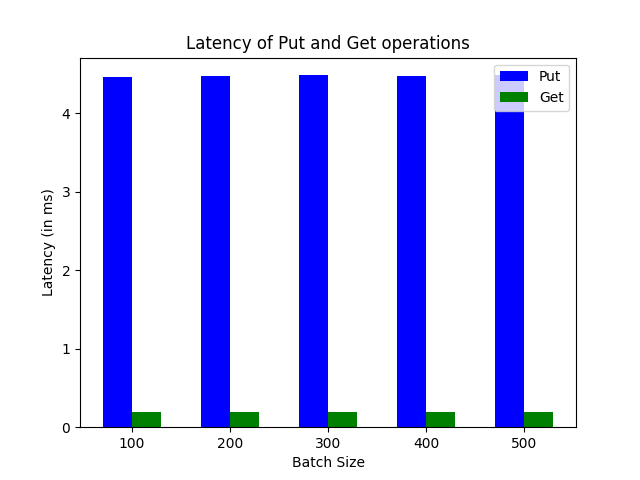 Latency of Put and Get operations
Put
Get
Latency (in ms)
4
3
2
1
0
100 200 300 400 500
Batch Size